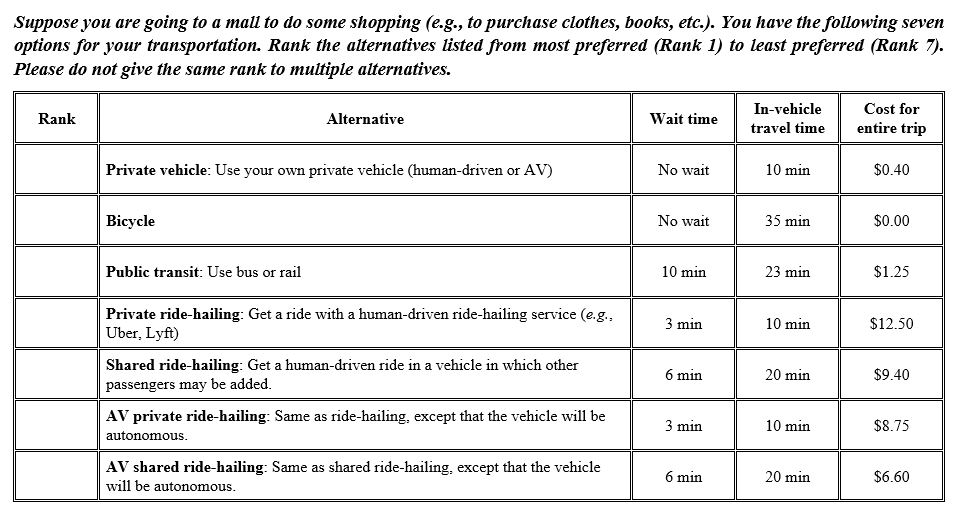 Suppose you are going to a mall to do some shopping (e.g., to purchase clothes, books, etc.). You have the following seven
options for your transportation. Rank the alternatives listed from most preferred (Rank 1) to least preferred (Rank 7).
Please do not give the same rank to multiple alternatives.
Rank Alternative Wait time In-vehicle travel time Cost for entire trip
Private vehicle: Use your own private vehicle (human-driven or AV) No wait 10 min $0.40
Bicycle No wait 35 min $0.00
Public transit: Use bus or rail 10 min 23 min $1.25
Private ride-hailing: Get a ride with a human-driven ride-hailing service (e.g.,
Uber, Lyft) 3 min 10 min $12.50
Shared ride-hailing: Get a human-driven ride in a vehicle in which other
passengers may be added. 6 min 20 min $9.40
AV private ride-hailing: Same as ride-hailing, except that the vehicle will be
autonomous. 3 min 10 min $8.75
AV shared ride-hailing: Same as shared ride-hailing, except that the vehicle
will be autonomous. 6 min 20 min $6.60